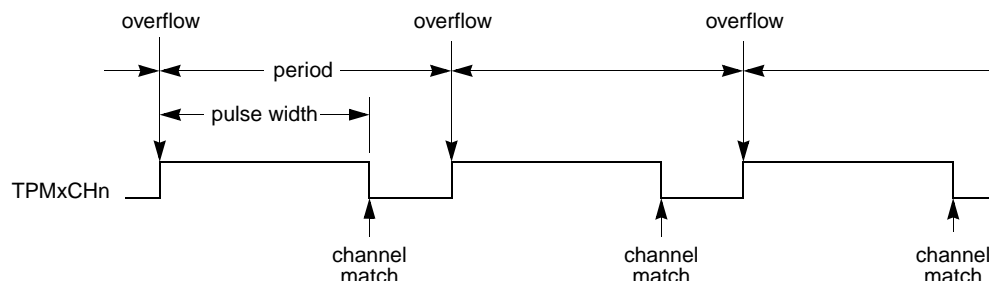 overflow overflow overflow
period
pulse width
TPMxCHn
channel match
channel match
channel match